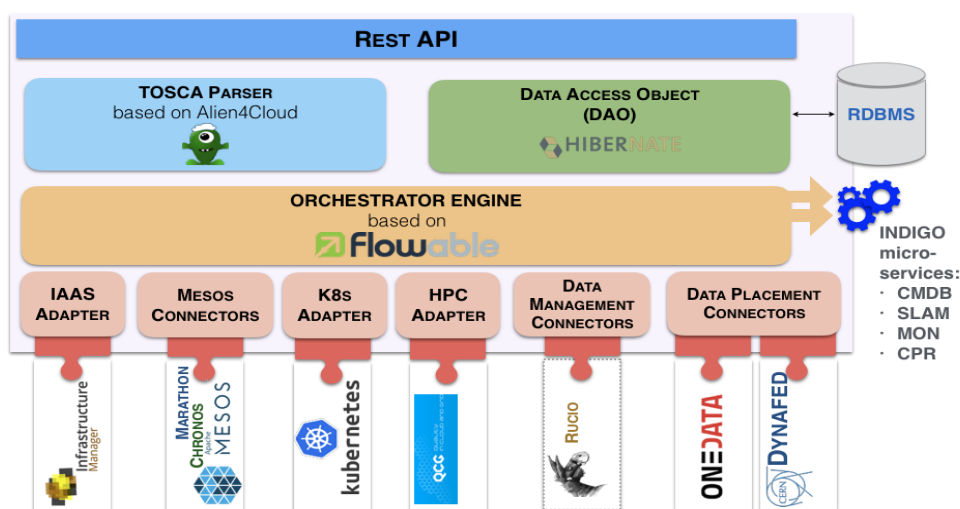 REST API
TOSCA PARSER
based on Alien4Cloud
DATA ACCESS OBJECT
(DAO)
HIBERNATE
RDBMS
ORCHESTRATOR ENGINE
based on
flowable
INDIGO
micro-
services:
· CMDB
· SLAM
· MON
· CPR
IAAS
ADAPTER
MESOS
CONNECTORS
K8S
ADAPTER
HPC
ADAPTER
DATA
MANAGEMENT
CONNECTORS
DATA PLACEMENT
CONNECTORS
Infrastructure
Manager
MARATHON
CHRONOS
Apache
MESOS
kubernetes
QCG
RUCIO
ONEDATA
DYNAFED
CERN